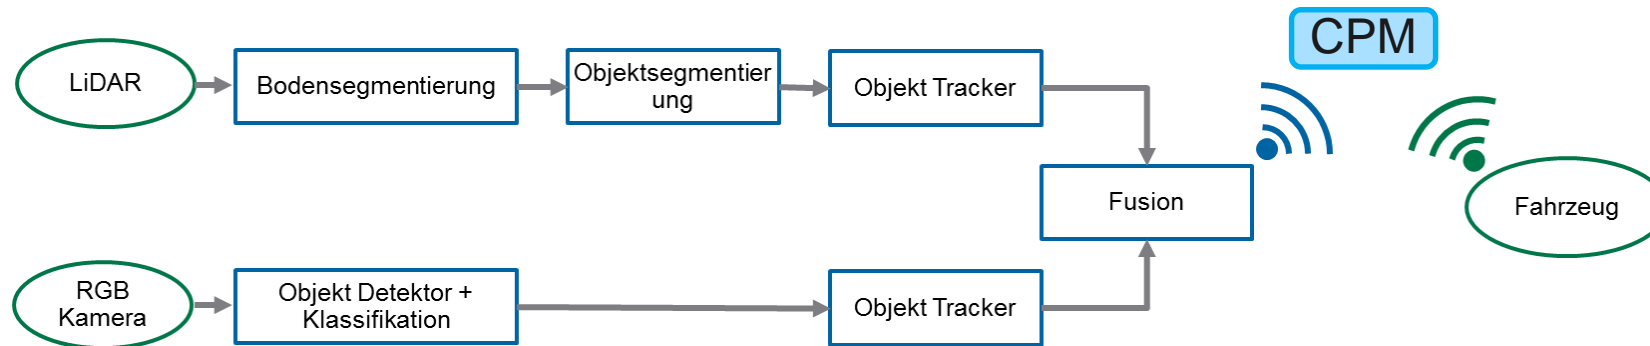 CPM
LiDAR
Bodensegmentierung
Objektsegmentier
ung
Objekt Tracker
Fusion
Fahrzeug
RGB
Kamera
Objekt Detektor +
Klassifikation
Objekt Tracker